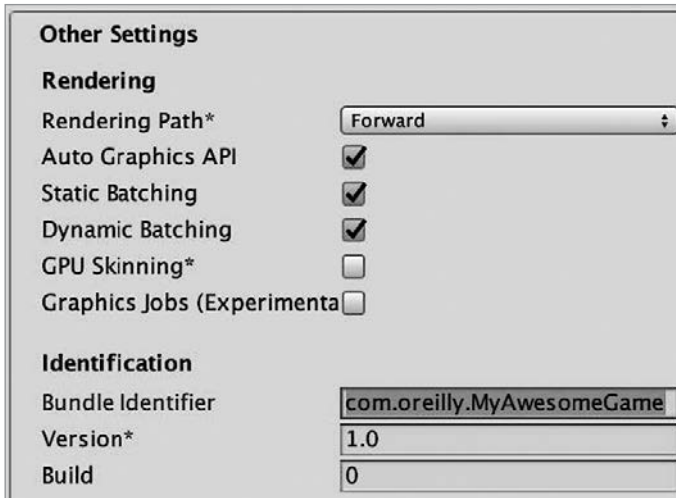 Other Settings
Rendering
Rendering Path* Forward
Auto Graphics API
Static Batching
Dynamic Batching
GPU Skinning*
Graphics Jobs (Experimenta
Identification
Bundle Identifier com.oreilly.MyAwesomeGame
Version* 1.0
Build 0